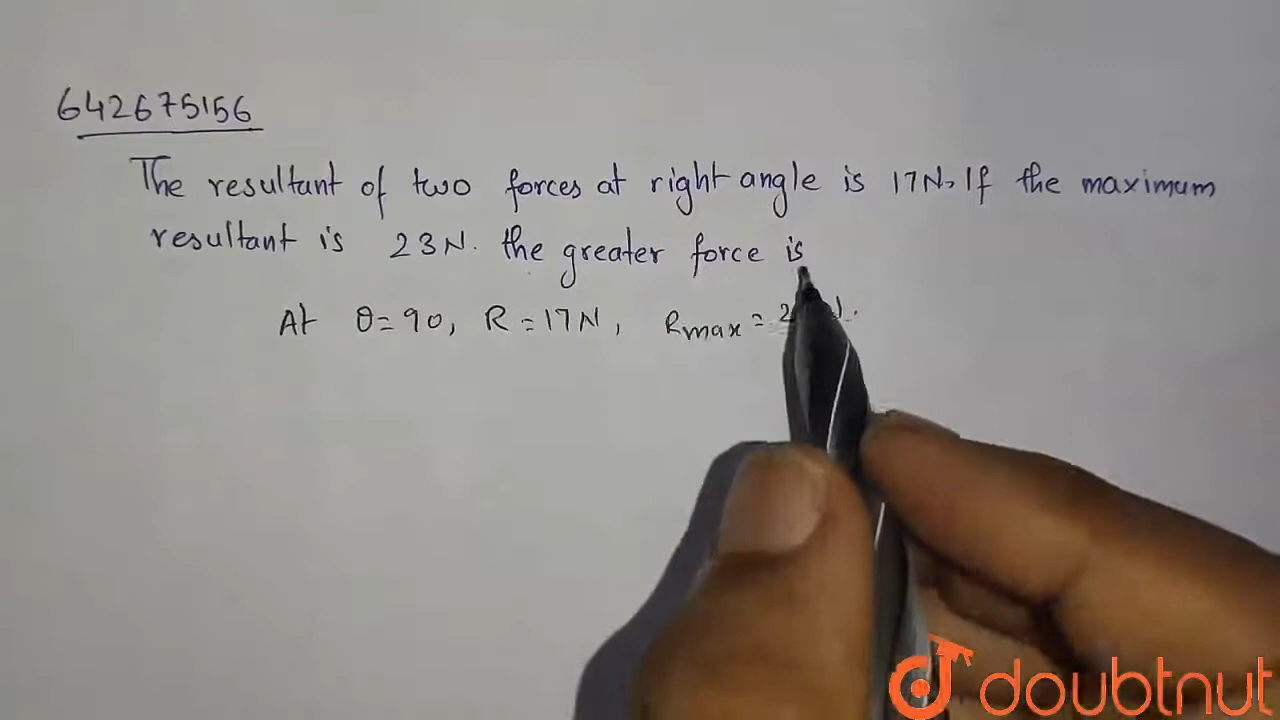 642675156
The resultant of two forces at right angle is 17N. If the maximum
resultant is 23N. the greater force is
At θ=90, R=17N, Rmax=2
doubtnut